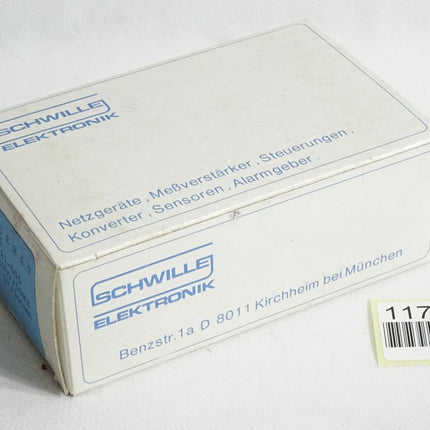 SCHWILLE
ELEKTRONIK
Netzgeräte, Meßverstärker, Steuerungen,
Konverter, Sensoren, Alarmgeber.
SCHWILLE
ELEKTRONIK
Benzstr. 1a D 8011 Kirchheim bei München
117